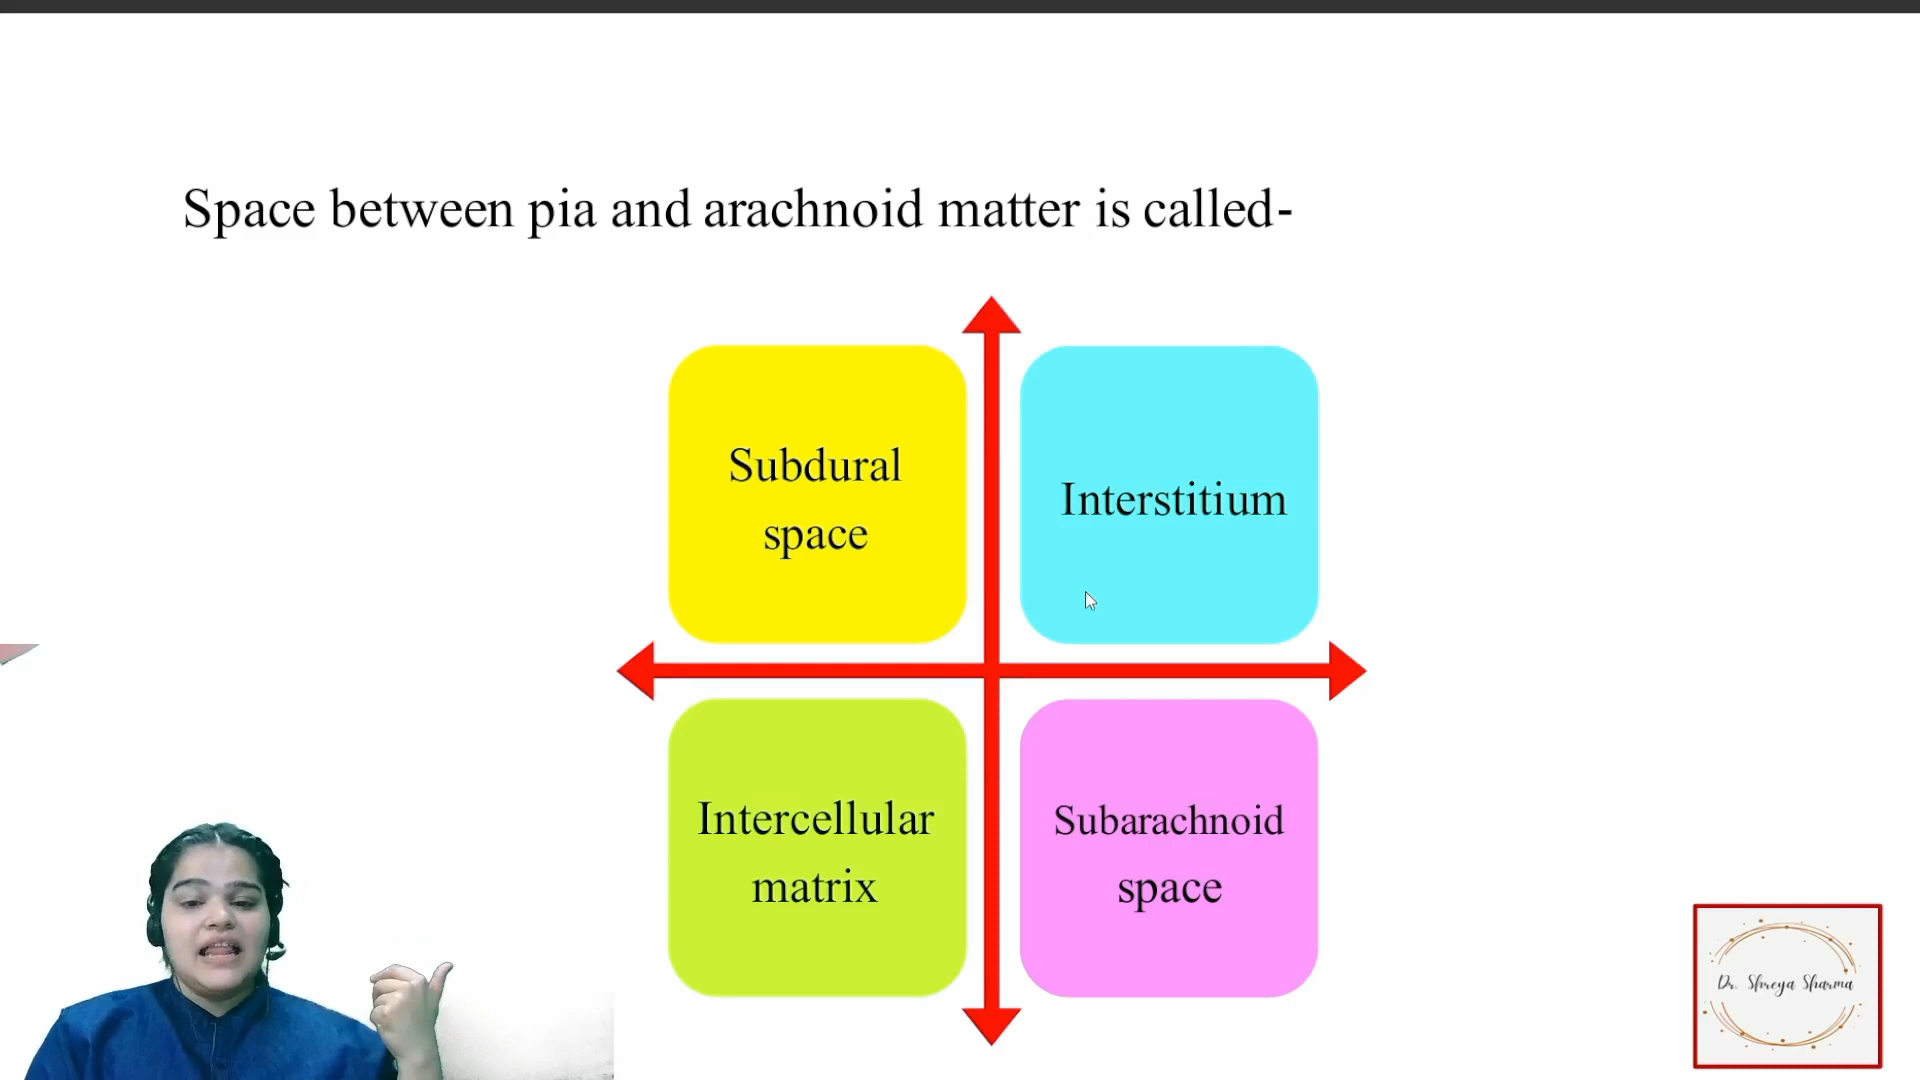 Space between pia and arachnoid matter is called-
Subdural
space
Interstitium
Intercellular
matrix
Subarachnoid
space
Dr. Shreya Sharma